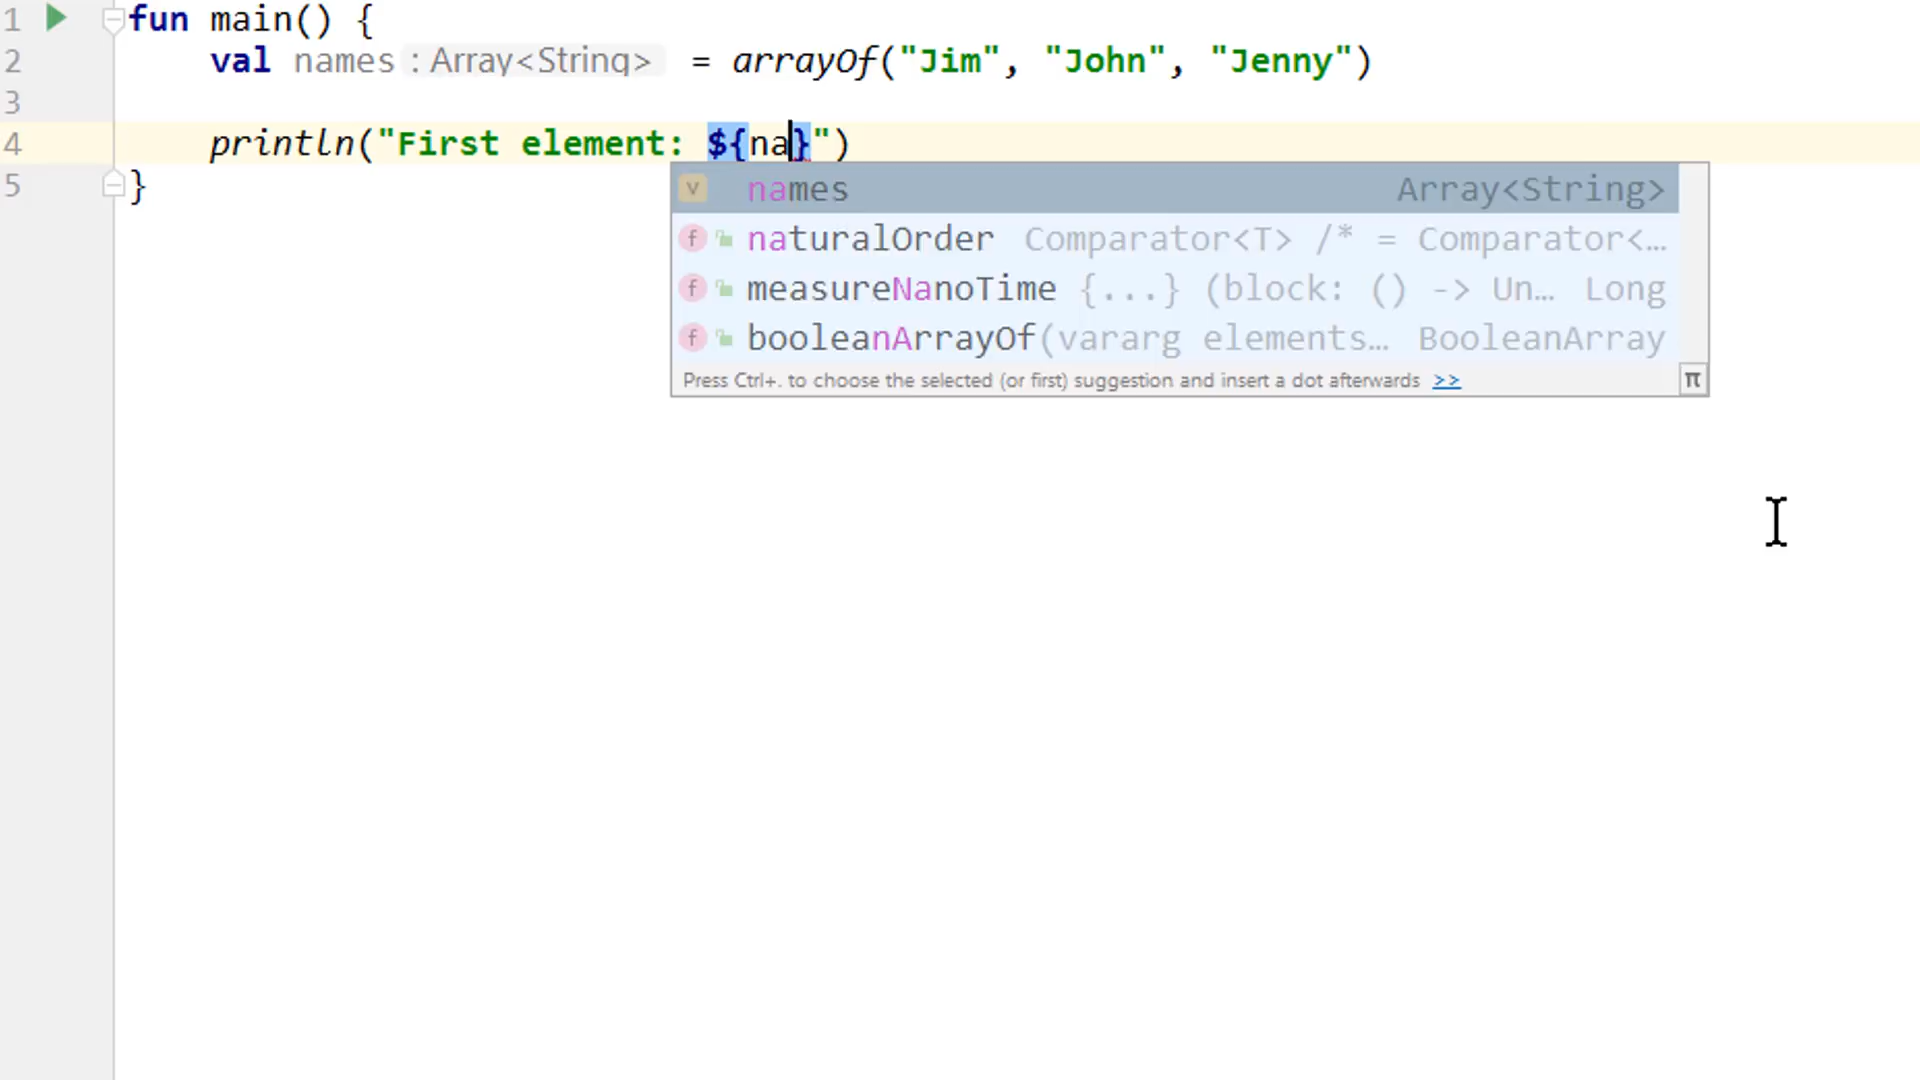 1 fun main() {
2 val names : Array<String> = arrayOf("Jim", "John", "Jenny")
3
4 println("First element: ${na}")
v names Array<String>
5 }
f naturalOrder Comparator<T> /* = Comparator<…
f measureNanoTime {...} (block: () -> Un… Long
f booleanArrayOf(vararg elements… BooleanArray
Press Ctrl+. to choose the selected (or first) suggestion and insert a dot afterwards >> π